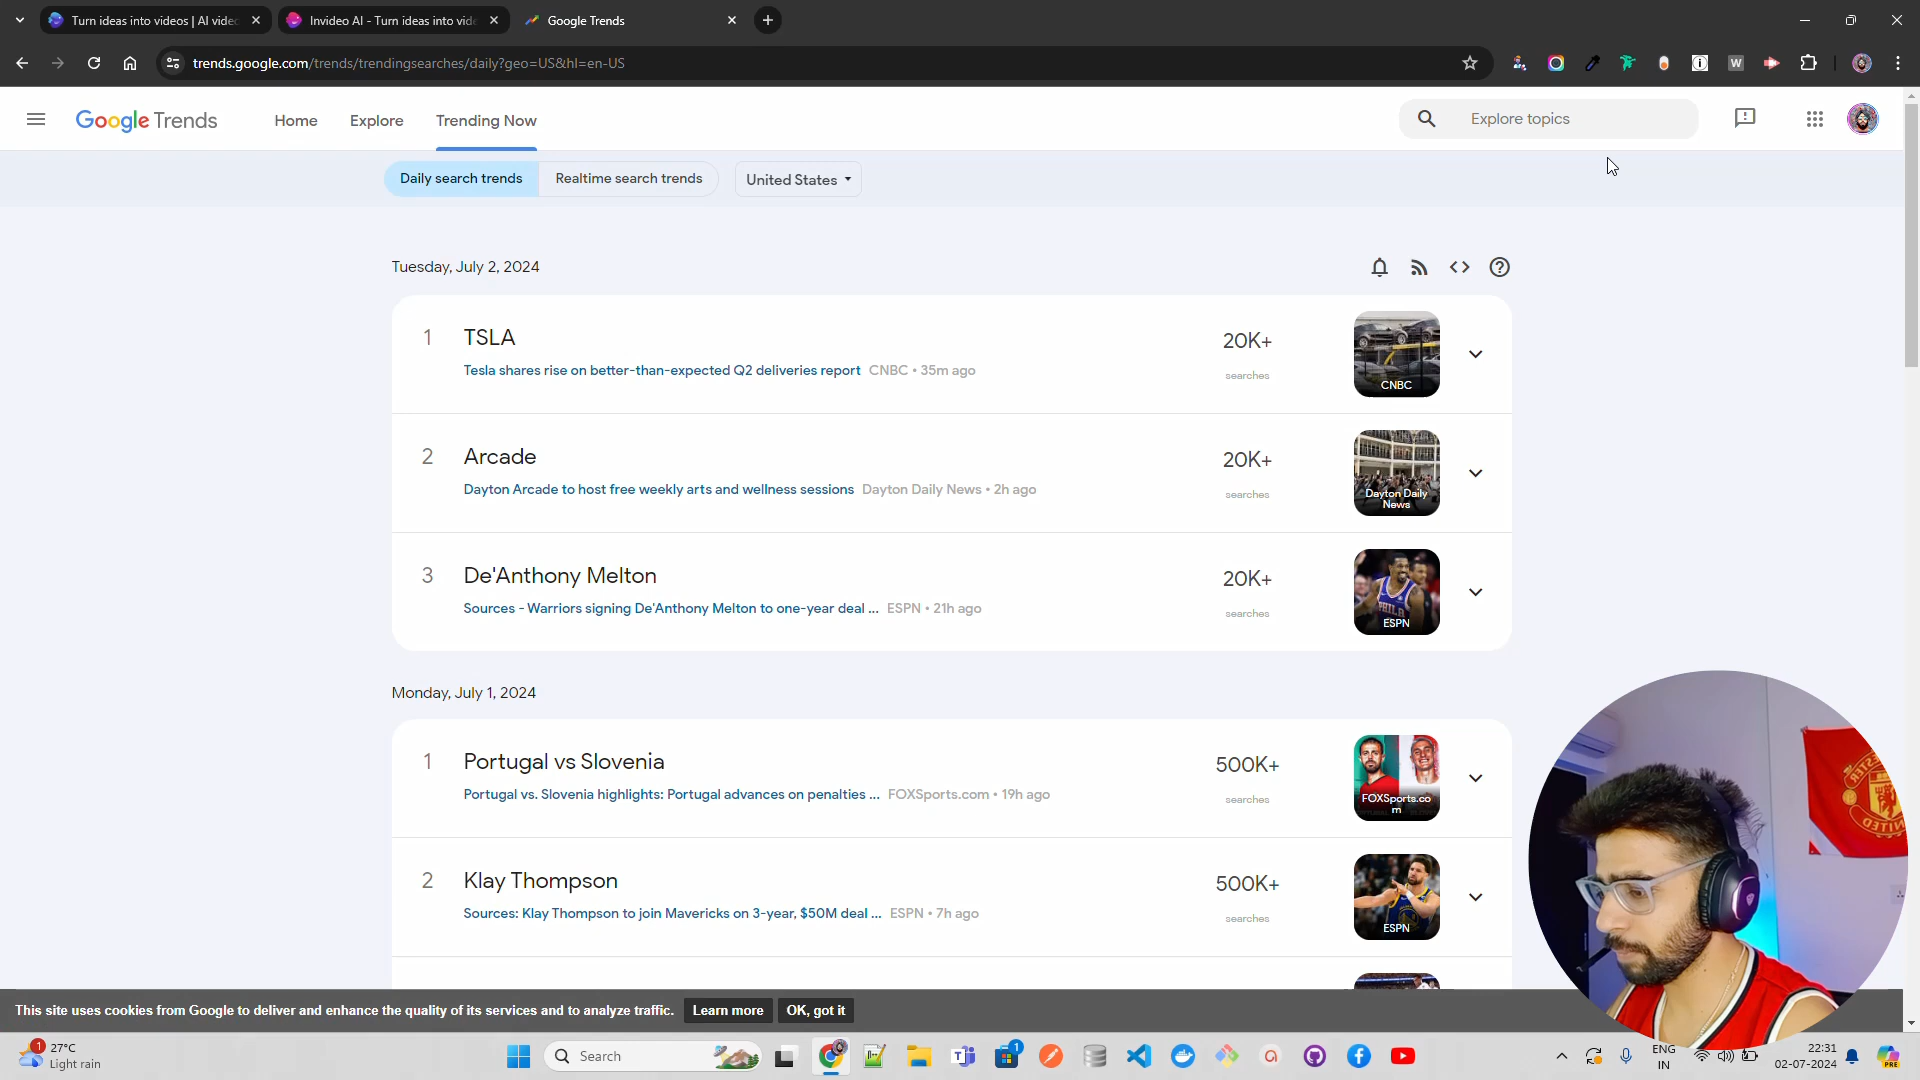 Turn ideas into videos | AI video
Invideo AI - Turn ideas into vide
Google Trends
trends.google.com/trends/trendingsearches/daily?geo=US&hl=en-US
Google Trends
Home
Explore
Trending Now
Explore topics
Daily search trends
Realtime search trends
United States
Tuesday, July 2, 2024
1
TSLA
Tesla shares rise on better-than-expected Q2 deliveries report CNBC • 35m ago
20K+
searches
CNBC
2
Arcade
Dayton Arcade to host free weekly arts and wellness sessions Dayton Daily News • 2h ago
20K+
searches
Dayton Daily
News
3
De'Anthony Melton
Sources - Warriors signing De'Anthony Melton to one-year deal ... ESPN • 21h ago
20K+
searches
PHILA
ESPN
Monday, July 1, 2024
1
Portugal vs Slovenia
Portugal vs. Slovenia highlights: Portugal advances on penalties ... FOXSports.com • 19h ago
500K+
searches
FOXSports.co
m
2
Klay Thompson
Sources: Klay Thompson to join Mavericks on 3-year, $50M deal ... ESPN • 7h ago
500K+
searches
ESPN
UNITED
This site uses cookies from Google to deliver and enhance the quality of its services and to analyze traffic.
Learn more
OK, got it
1
27°C
Light rain
Search
1
ENG
IN
22:31
02-07-2024
PRE